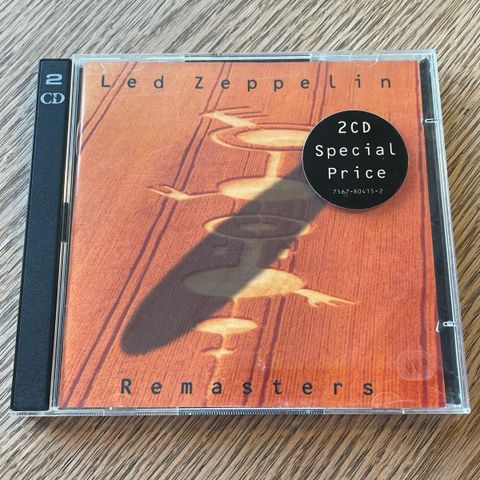 2
CD
Led Zeppelin
2CD
Special
Price
7567-80415-2
Remasters